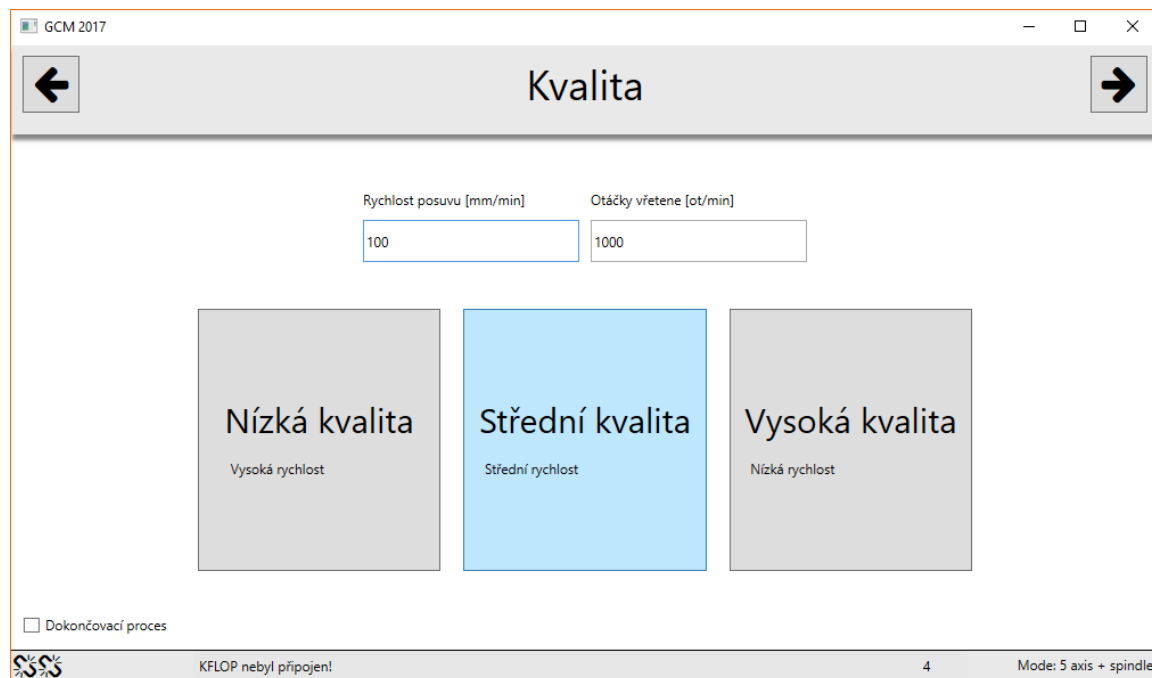 GCM 2017
Kvalita
Rychlost posuvu [mm/min] Otáčky vřetene [ot/min]
100 1000
Nízká kvalita Střední kvalita Vysoká kvalita
Vysoká rychlost Střední rychlost Nízká rychlost
Dokončovací proces
KFLOP nebyl připojen! 4 Mode: 5 axis + spindle